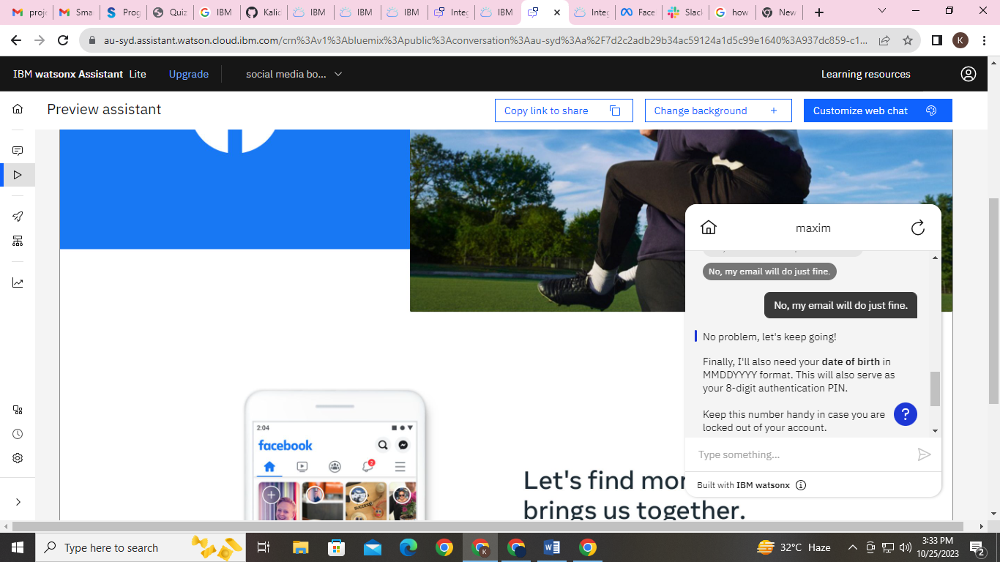 proje
Smar
Prog
Quiz
IBM
Kalid
IBM
IBM
IBM
Integ
IBM
Integ
Face
Slack
how
New
au-syd.assistant.watson.cloud.ibm.com/crn%3Av1%3Abluemix%3Apublic%3Aconversation%3Aau-syd%3Aa%2F7d2c2adb29b34ac59124a1d5c99e1640%3A937dc859-c1...
K
IBM watsonx Assistant Lite Upgrade social media bo... Learning resources
Preview assistant Copy link to share Change background + Customize web chat
maxim
No, my email will do just fine.
No, my email will do just fine.
No problem, let's keep going!
Finally, I'll also need your date of birth in
MMDDYYYY format. This will also serve as
your 8-digit authentication PIN.
Keep this number handy in case you are
locked out of your account.
?
Type something...
Built with IBM watsonx
2:04
facebook
2
SUCCESS!
Let's find mor
brings us together.
Type here to search
K
32°C Haze
3:33 PM
10/25/2023
2